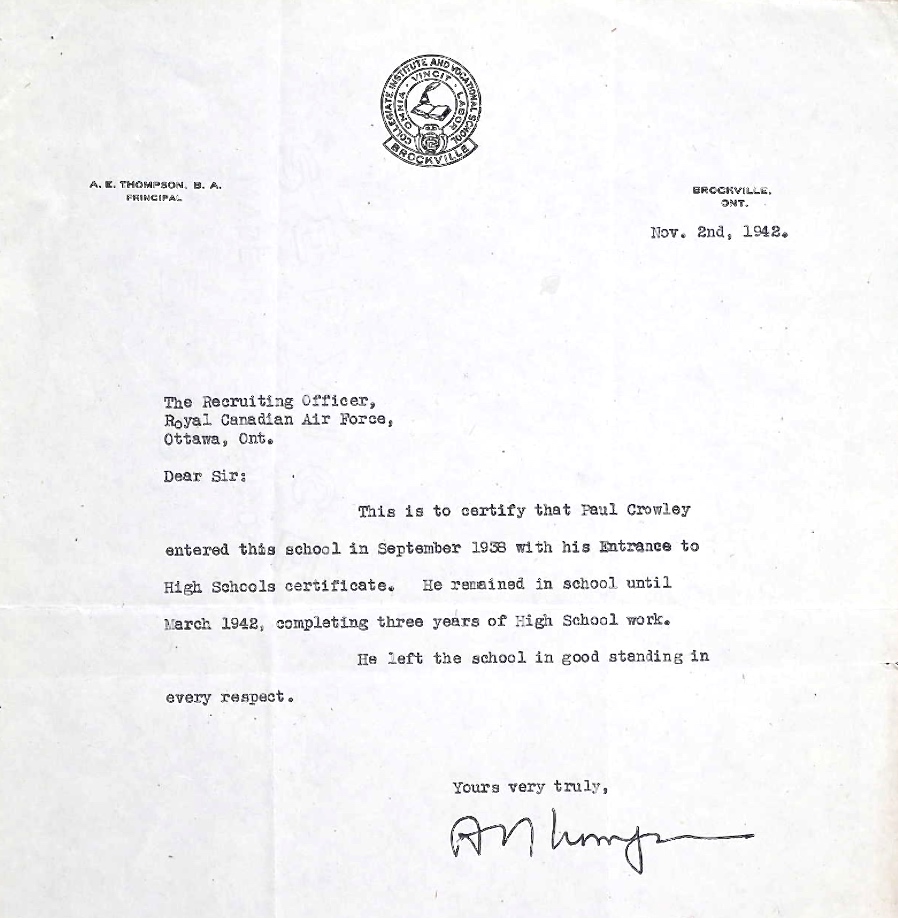 COLLEGIATE INSTITUTE AND VOCATIONAL SCHOOL
OMNIA · VINCIT · LABOR
BROCKVILLE
A. E. THOMPSON, B. A.
PRINCIPAL
BROCKVILLE,
ONT.
Nov. 2nd, 1942.
The Recruiting Officer,
Royal Canadian Air Force,
Ottawa, Ont.
Dear Sir:
This is to certify that Paul Crowley
entered this school in September 1938 with his Entrance to
High Schools certificate. He remained in school until
March 1942, completing three years of High School work.
He left the school in good standing in
every respect.
Yours very truly,
A E Thompson